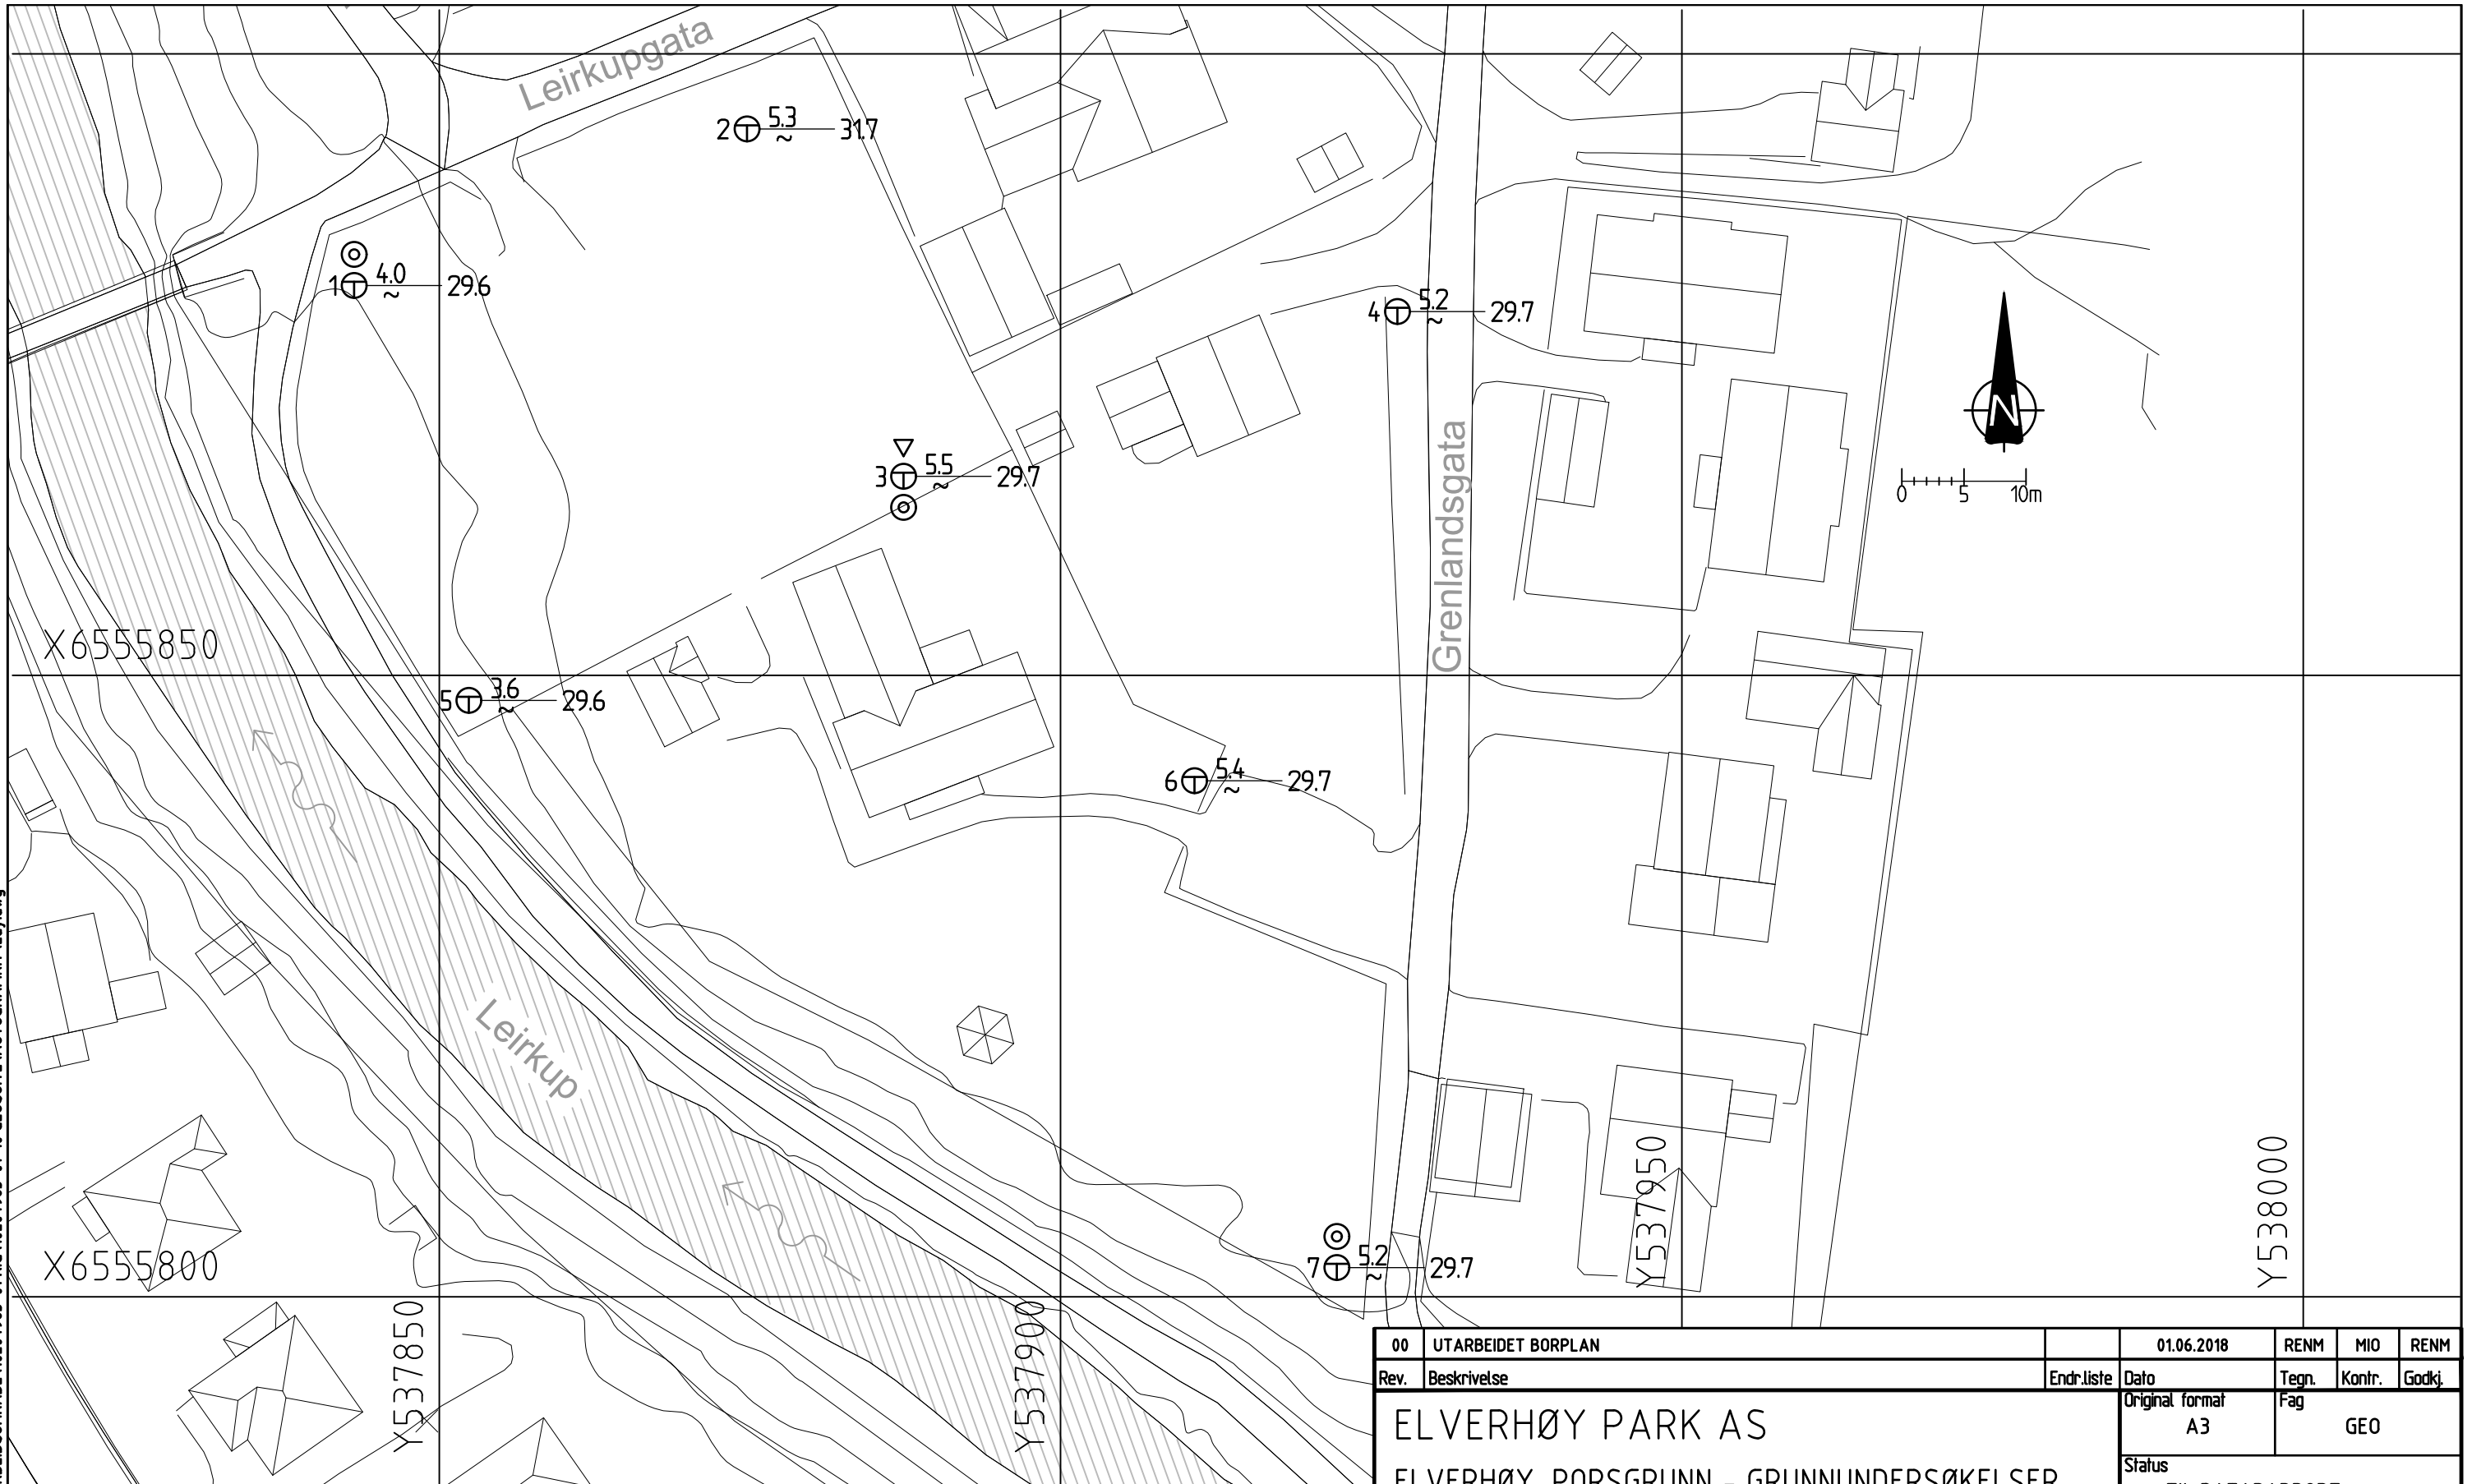 Leirkupgata
2 5.3 ~ 31.7
1 4.0 ~ 29.6
4 5.2 ~ 29.7
N
0 5 10m
3 5.5 ~ 29.7
Grenlandsgata
X6555850
5 3.6 ~ 29.6
6 5.4 ~ 29.7
Leirkup
Y537950
Y538000
X6555800
7 5.2 ~ 29.7
Y537850
Y537900
00 UTARBEIDET BORPLAN 01.06.2018 RENM MIO RENM
Rev. Beskrivelse Endr.liste Dato Tegn. Kontr. Godkj.
Original format Fag
ELVERHØY PARK AS A3 GEO
Status
ELVERHØY, PORSGRUNN - GRUNNUNDERSØKELSER